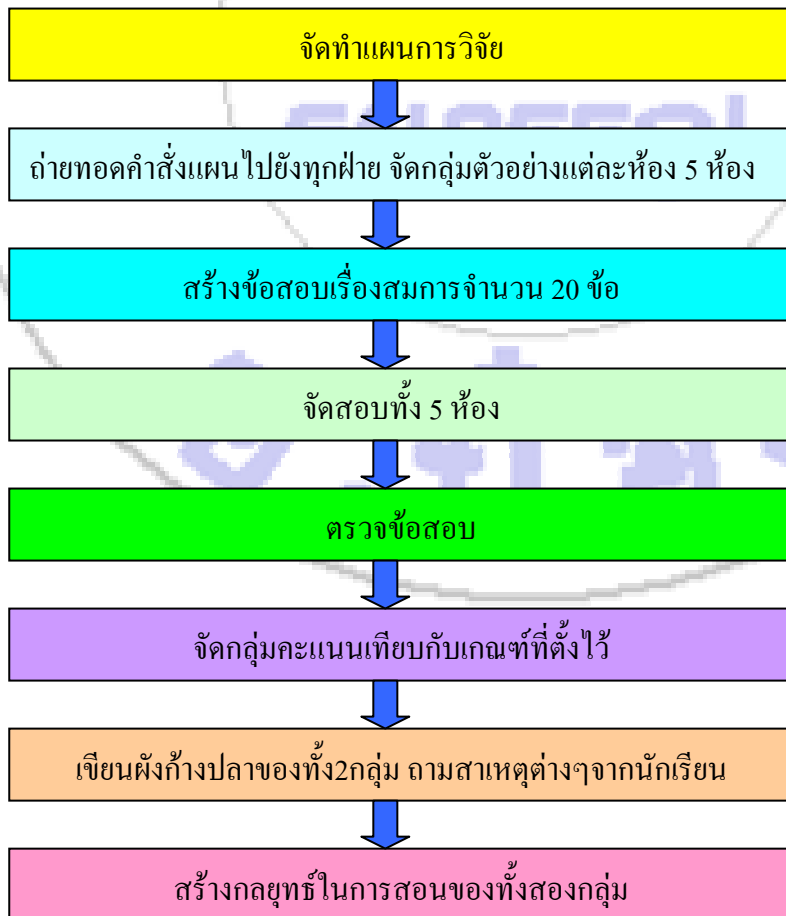 จัดทำแผนการวิจัย
ถ่ายทอดคำสั่งแผนไปยังทุกฝ่าย จัดกลุ่มตัวอย่างแต่ละห้อง 5 ห้อง
สร้างข้อสอบเรื่องสมการจำนวน 20 ข้อ
จัดสอบทั้ง 5 ห้อง
ตรวจข้อสอบ
จัดกลุ่มคะแนนเทียบกับเกณฑ์ที่ตั้งไว้
เขียนผังก้างปลาของทั้ง2กลุ่ม ถามสาเหตุต่างๆจากนักเรียน
สร้างกลยุทธ์ในการสอนของทั้งสองกลุ่ม